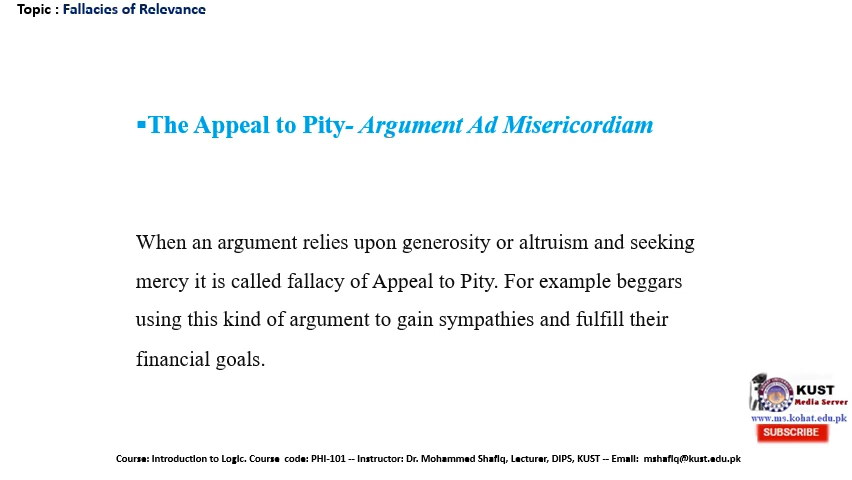 Topic : Fallacies of Relevance
▪The Appeal to Pity- Argument Ad Misericordiam
When an argument relies upon generosity or altruism and seeking
mercy it is called fallacy of Appeal to Pity. For example beggars
using this kind of argument to gain sympathies and fulfill their
financial goals.
KUST
Media Server
www.ms.kohat.edu.pk
SUBSCRIBE
Course: Introduction to Logic. Course code: PHI-101 -- Instructor: Dr. Mohammed Shafiq, Lecturer, DIPS, KUST -- Email: mshafiq@kust.edu.pk